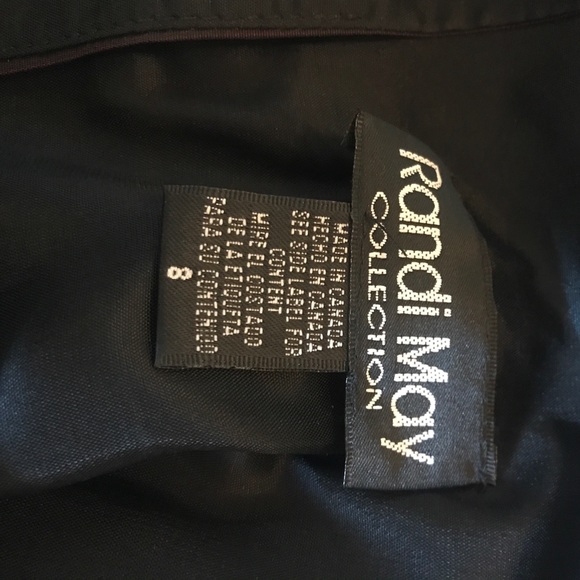 Randi May
COLLECTION
MADE IN CANADA
HECHO EN CANADA
SEE SIDE LABEL FOR
CONTENT
MIRE EL COSTADO
DE LA ETIQUETA
PARA SU CONTENIDO
8